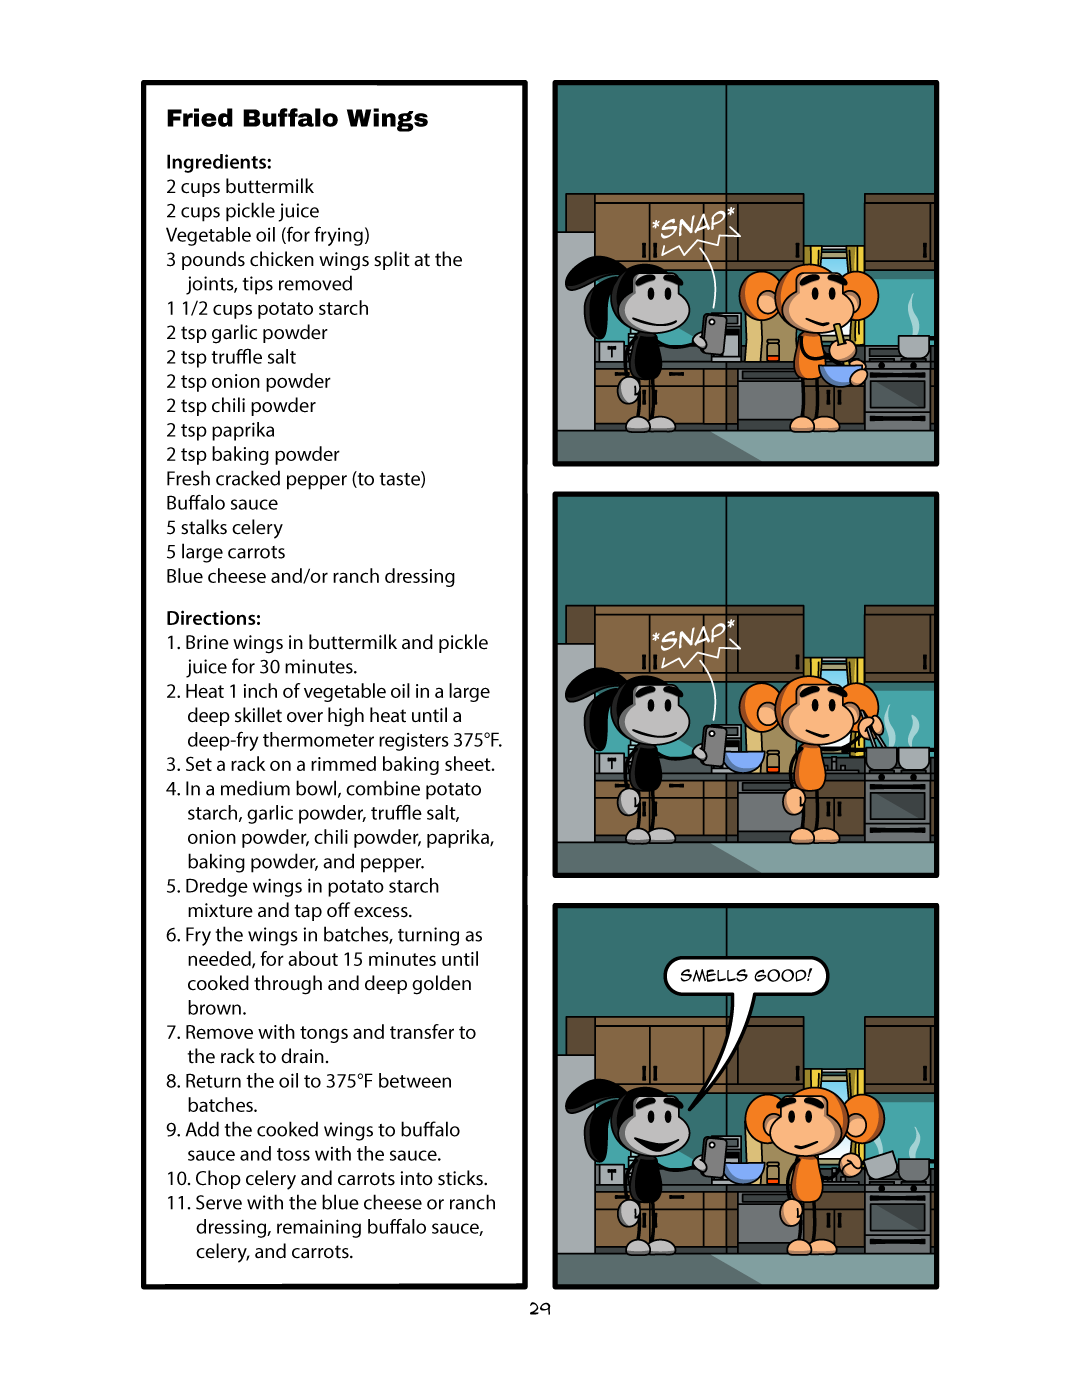 Fried Buffalo Wings
Ingredients:
2 cups buttermilk
2 cups pickle juice
Vegetable oil (for frying)
3 pounds chicken wings split at the
joints, tips removed
1 1/2 cups potato starch
2 tsp garlic powder
2 tsp truffle salt
2 tsp onion powder
2 tsp chili powder
2 tsp paprika
2 tsp baking powder
Fresh cracked pepper (to taste)
Buffalo sauce
5 stalks celery
5 large carrots
Blue cheese and/or ranch dressing
Directions:
1. Brine wings in buttermilk and pickle
juice for 30 minutes.
2. Heat 1 inch of vegetable oil in a large
deep skillet over high heat until a
deep-fry thermometer registers 375°F.
3. Set a rack on a rimmed baking sheet.
4. In a medium bowl, combine potato
starch, garlic powder, truffle salt,
onion powder, chili powder, paprika,
baking powder, and pepper.
5. Dredge wings in potato starch
mixture and tap off excess.
6. Fry the wings in batches, turning as
needed, for about 15 minutes until
cooked through and deep golden
brown.
7. Remove with tongs and transfer to
the rack to drain.
8. Return the oil to 375°F between
batches.
9. Add the cooked wings to buffalo
sauce and toss with the sauce.
10. Chop celery and carrots into sticks.
11. Serve with the blue cheese or ranch
dressing, remaining buffalo sauce,
celery, and carrots.
*SNAP*
*SNAP*
SMELLS GOOD!
29